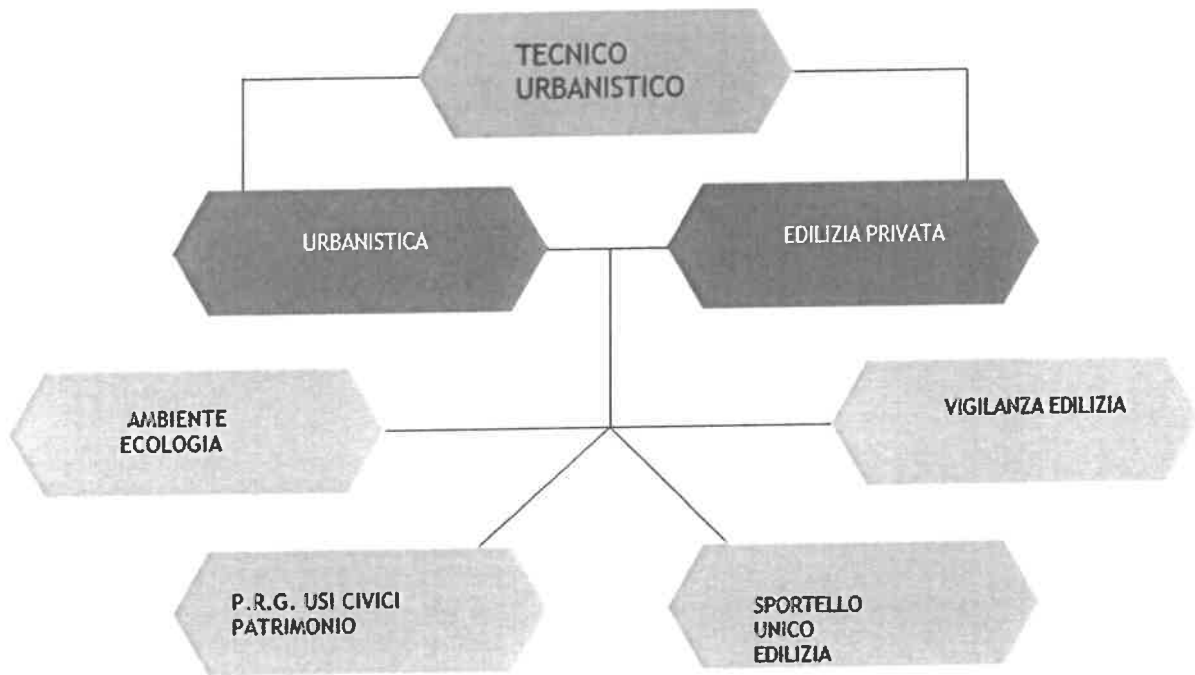 TECNICO
URBANISTICO
URBANISTICA
EDILIZIA PRIVATA
AMBIENTE
ECOLOGIA
VIGILANZA EDILIZIA
P.R.G. USI CIVICI
PATRIMONIO
SPORTELLO
UNICO
EDILIZIA